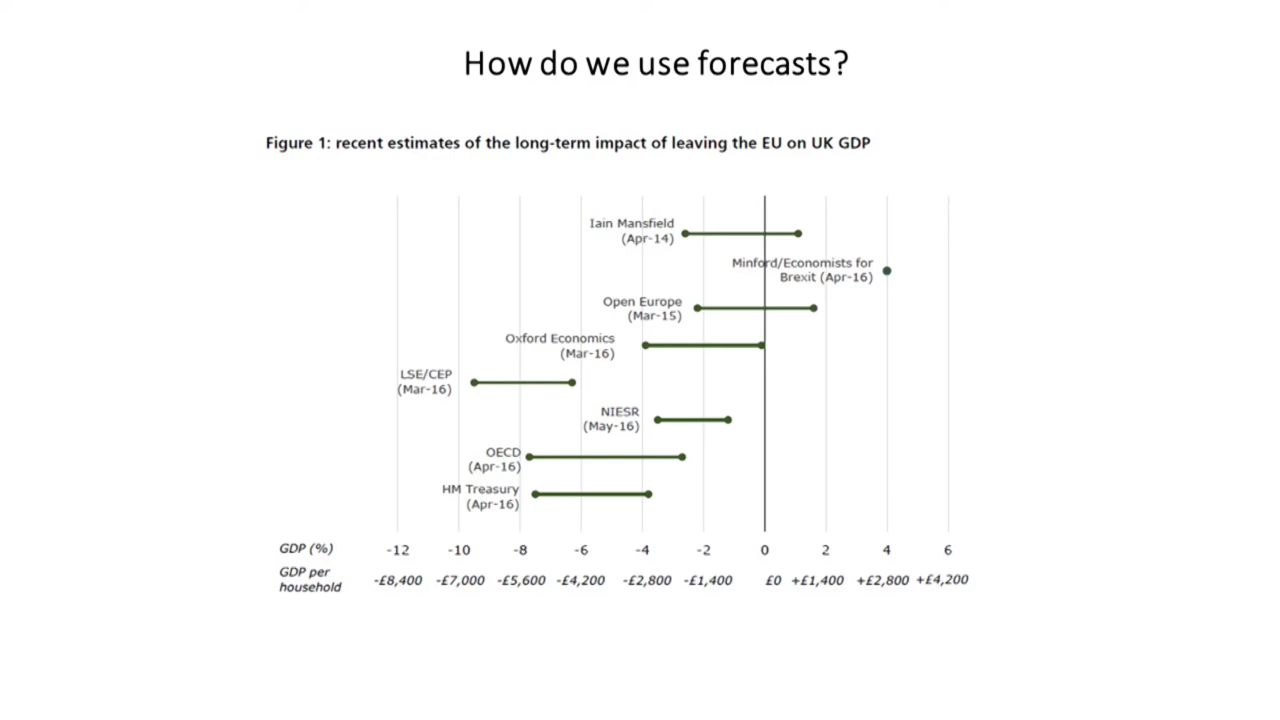 How do we use forecasts?
Figure 1: recent estimates of the long-term impact of leaving the EU on UK GDP
Iain Mansfield
(Apr-14)
Minford/Economists for
Brexit (Apr-16)
Open Europe
(Mar-15)
Oxford Economics
(Mar-16)
LSE/CEP
(Mar-16)
NIESR
(May-16)
OECD
(Apr-16)
HM Treasury
(Apr-16)
GDP (%) -12 -10 -8 -6 -4 -2 0 2 4 6
GDP per
household -£8,400 -£7,000 -£5,600 -£4,200 -£2,800 -£1,400 £0 +£1,400 +£2,800 +£4,200